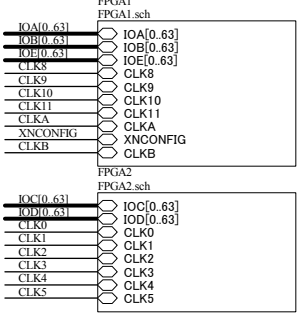 FPGA1
FPGA1.sch
IOA[0..63] IOA[0..63]
IOB[0..63] IOB[0..63]
IOE[0..63] IOE[0..63]
CLK8 CLK8
CLK9 CLK9
CLK10 CLK10
CLK11 CLK11
CLKA CLKA
XNCONFIG XNCONFIG
CLKB CLKB
FPGA2
FPGA2.sch
IOC[0..63] IOC[0..63]
IOD[0..63] IOD[0..63]
CLK0 CLK0
CLK1 CLK1
CLK2 CLK2
CLK3 CLK3
CLK4 CLK4
CLK5 CLK5